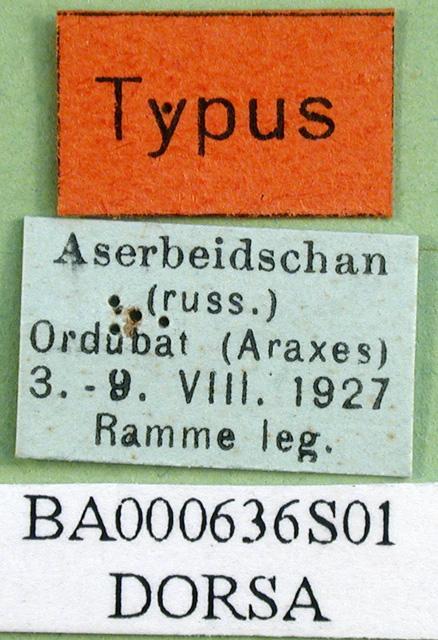 Typus
Aserbeidschan
(russ.)
Ordubat (Araxes)
3. - 9. VIII. 1927
Ramme leg.
BA000636S01
DORSA